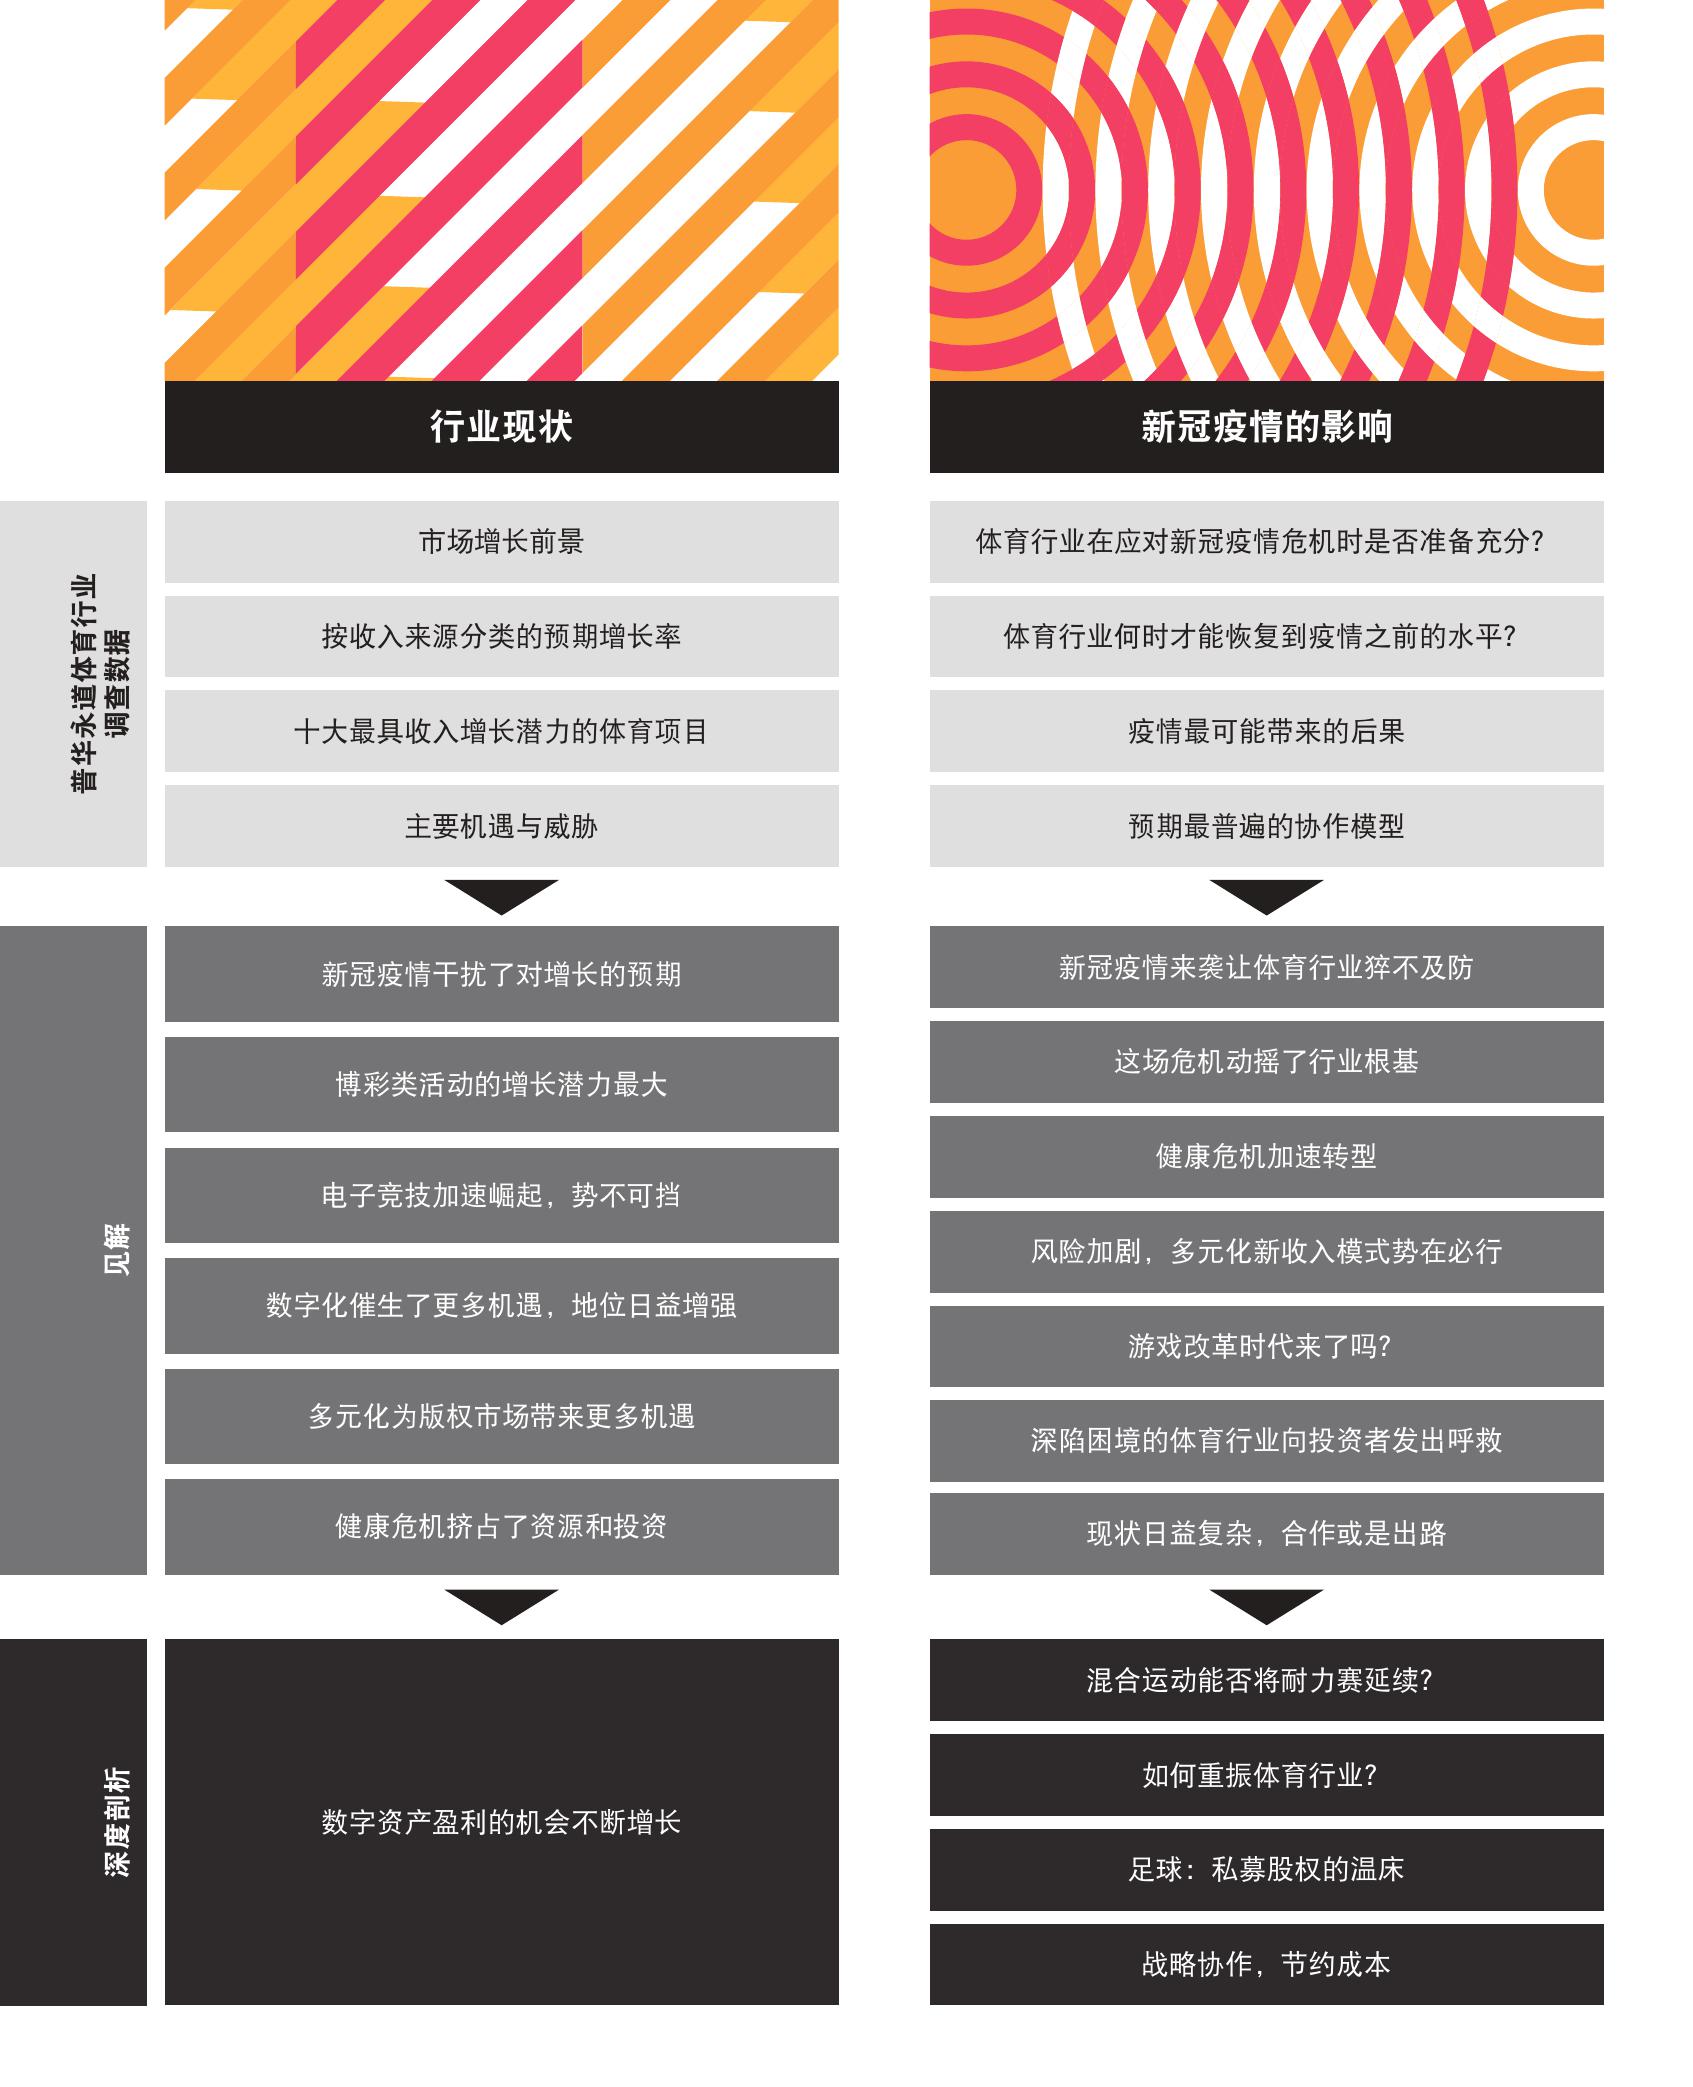 行业现状
新冠疫情的影响
普华永道体育行业
调查数据
市场增长前景
按收入来源分类的预期增长率
十大最具收入增长潜力的体育项目
主要机遇与威胁
体育行业在应对新冠疫情危机时是否准备充分？
体育行业何时才能恢复到疫情之前的水平？
疫情最可能带来的后果
预期最普遍的协作模型
见解
新冠疫情干扰了对增长的预期
博彩类活动的增长潜力最大
电子竞技加速崛起，势不可挡
数字化催生了更多机遇，地位日益增强
多元化为版权市场带来更多机遇
健康危机挤占了资源和投资
新冠疫情来袭让体育行业猝不及防
这场危机动摇了行业根基
健康危机加速转型
风险加剧，多元化新收入模式势在必行
游戏改革时代来了吗？
深陷困境的体育行业向投资者发出呼救
现状日益复杂，合作或是出路
深度剖析
数字资产盈利的机会不断增长
混合运动能否将耐力赛延续？
如何重振体育行业？
足球：私募股权的温床
战略协作，节约成本